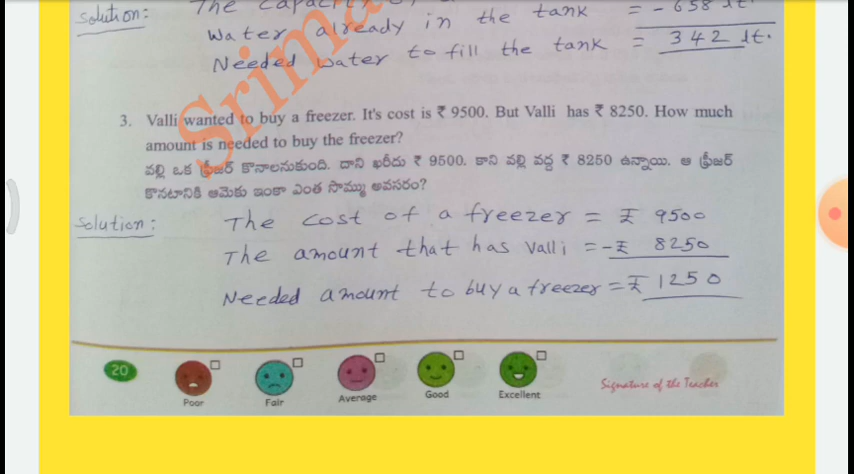 Solution: The capacity = - 658 lt.
Water already in the tank
Needed water to fill the tank = 342 lt.
Srima
3. Valli wanted to buy a freezer. It's cost is ₹ 9500. But Valli has ₹ 8250. How much
amount is needed to buy the freezer?
వల్లి ఒక ఫ్రీజర్ కొనాలనుకుంది. దాని ఖరీదు ₹ 9500. కాని వల్లి వద్ద ₹ 8250 ఉన్నాయి. ఆ ఫ్రీజర్
కొనటానికి ఆమెకు ఇంకా ఎంత సొమ్ము అవసరం?
Solution: The cost of a freezer = ₹ 9500
The amount that has Valli = -₹ 8250
Needed amount to buy a freezer = ₹ 1250
20
Poor Fair Average Good Excellent
Signature of the Teacher